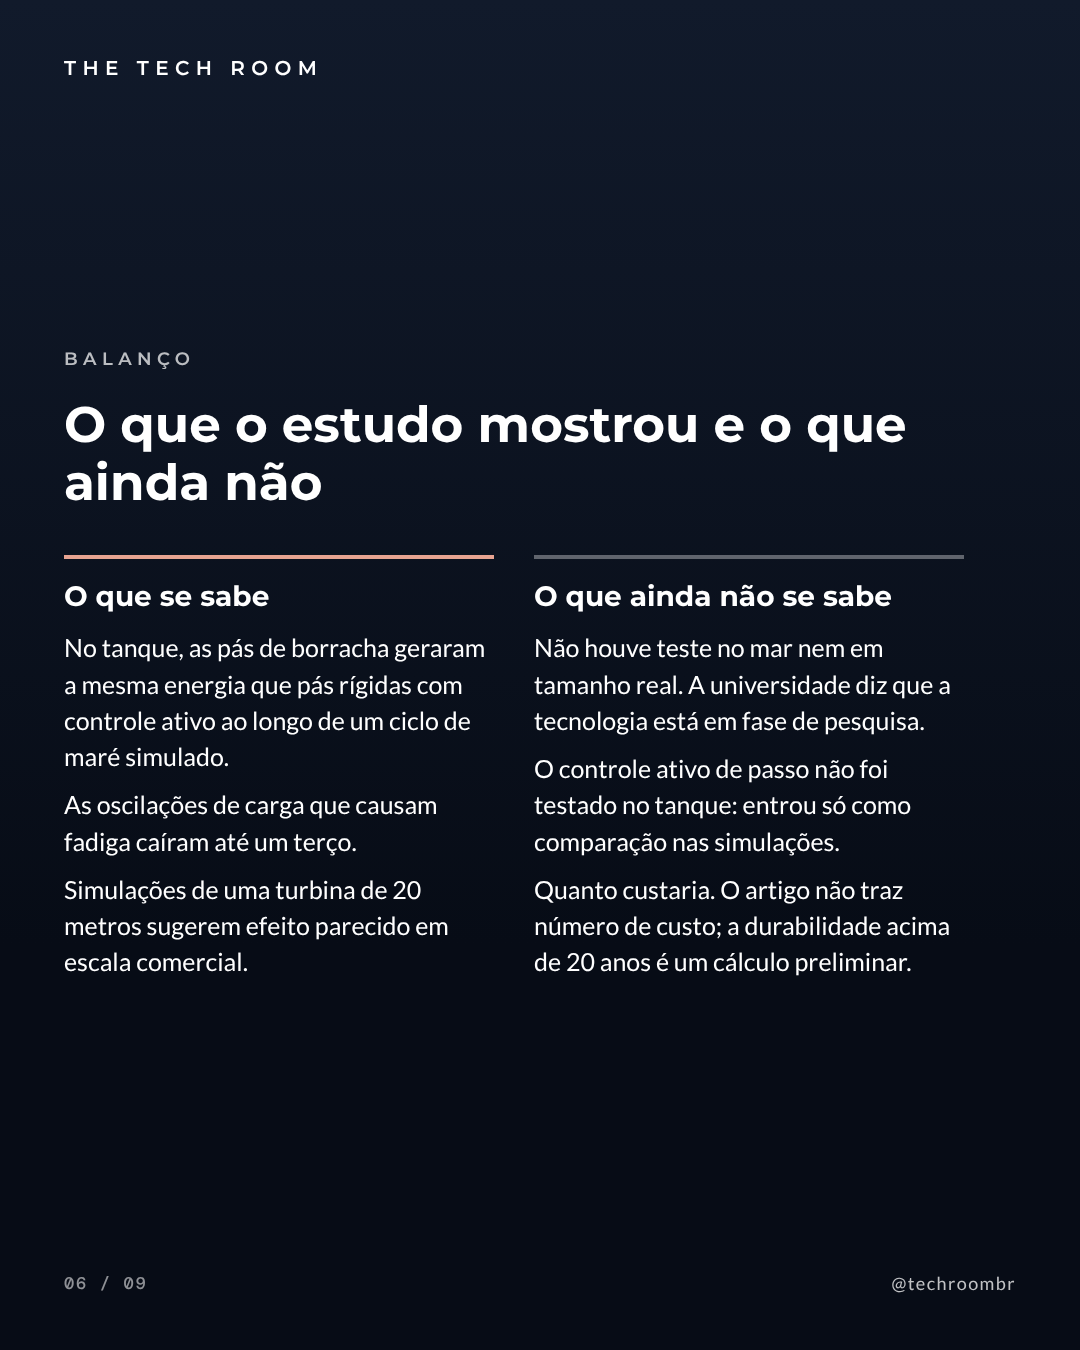 THE TECH ROOM
BALANÇO
O que o estudo mostrou e o que
ainda não
O que se sabe
No tanque, as pás de borracha geraram
a mesma energia que pás rígidas com
controle ativo ao longo de um ciclo de
maré simulado.
As oscilações de carga que causam
fadiga caíram até um terço.
Simulações de uma turbina de 20
metros sugerem efeito parecido em
escala comercial.
O que ainda não se sabe
Não houve teste no mar nem em
tamanho real. A universidade diz que a
tecnologia está em fase de pesquisa.
O controle ativo de passo não foi
testado no tanque: entrou só como
comparação nas simulações.
Quanto custaria. O artigo não traz
número de custo; a durabilidade acima
de 20 anos é um cálculo preliminar.
06 / 09
@techroombr